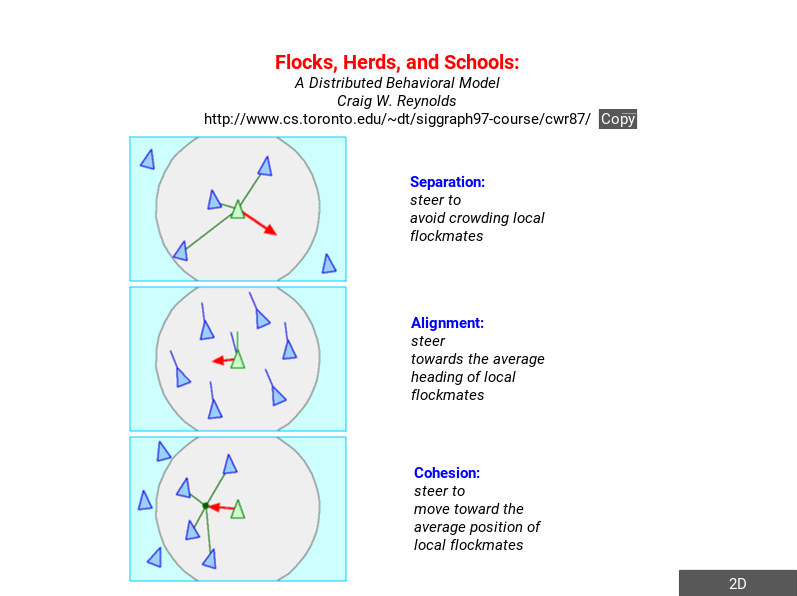 Flocks, Herds, and Schools:
A Distributed Behavioral Model
Craig W. Reynolds
http://www.cs.toronto.edu/~dt/siggraph97-course/cwr87/ Copy
Separation:
steer to
avoid crowding local
flockmates
Alignment:
steer
towards the average
heading of local
flockmates
Cohesion:
steer to
move toward the
average position of
local flockmates
2D